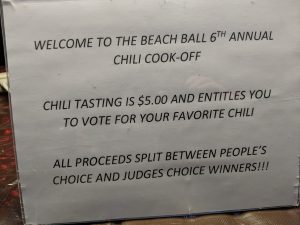 WELCOME TO THE BEACH BALL 6TH ANNUAL
CHILI COOK-OFF
CHILI TASTING IS $5.00 AND ENTITLES YOU
TO VOTE FOR YOUR FAVORITE CHILI
ALL PROCEEDS SPLIT BETWEEN PEOPLE'S
CHOICE AND JUDGES CHOICE WINNERS!!!